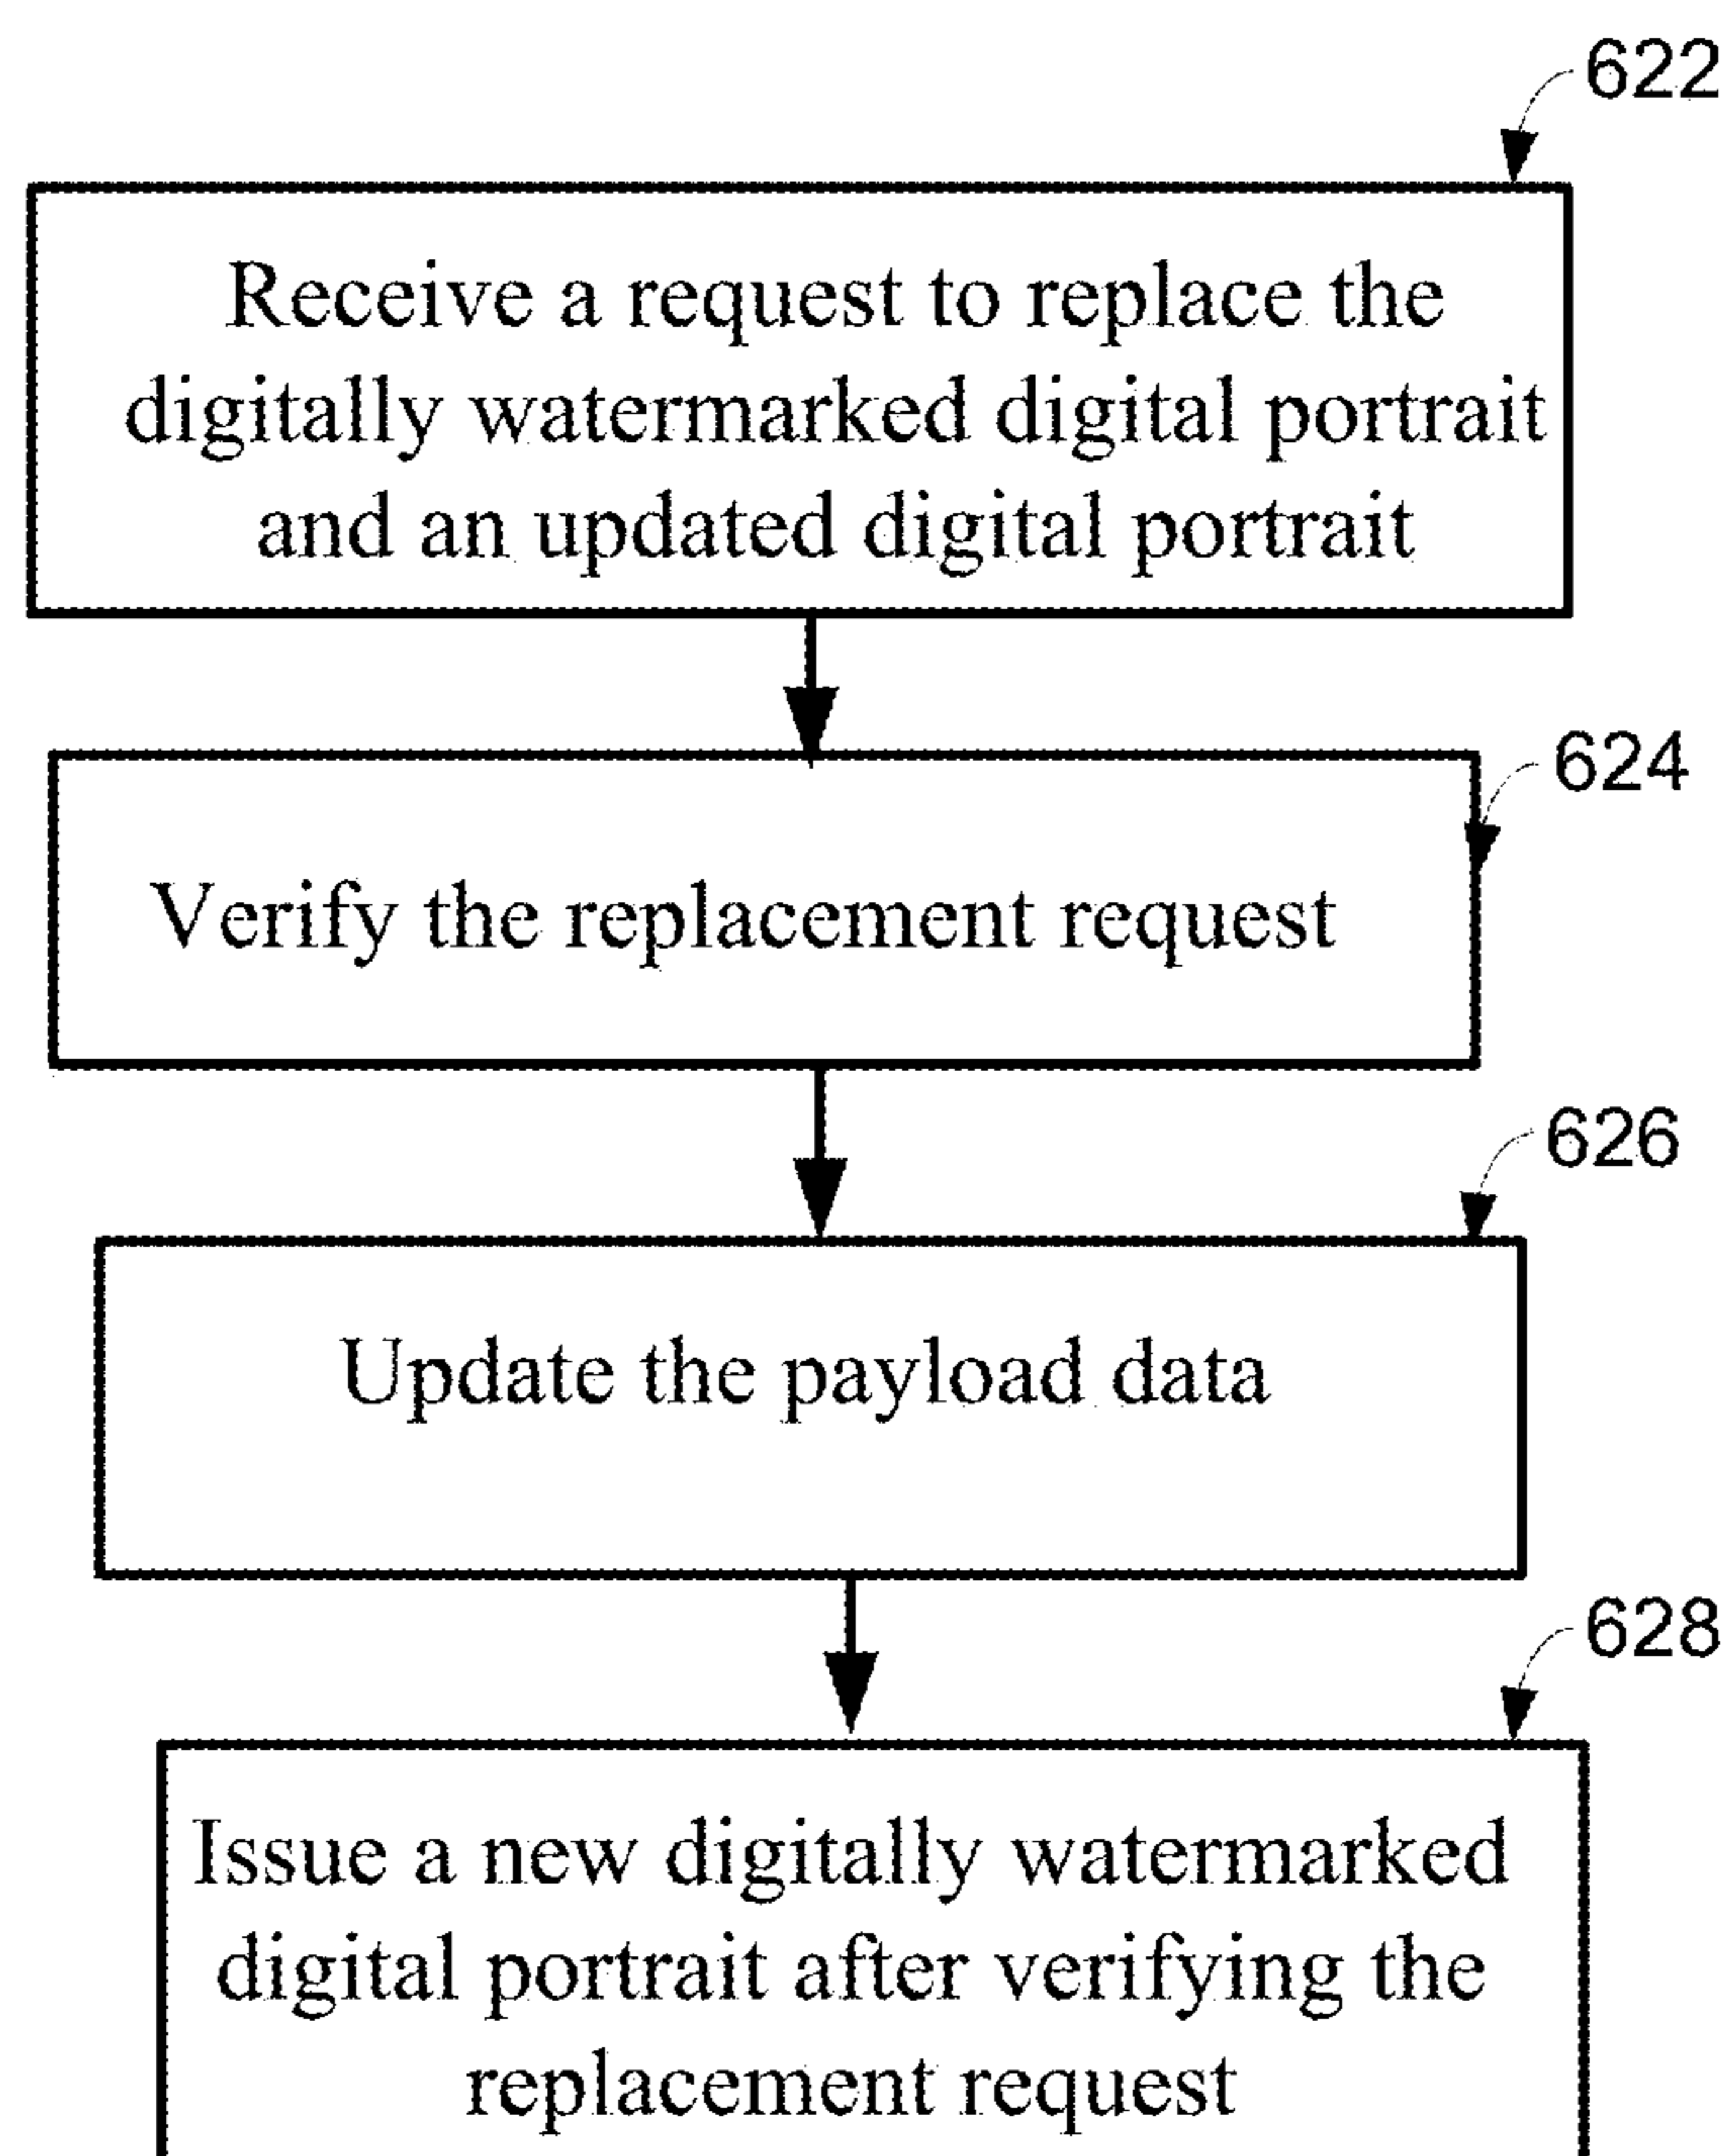 622
Receive a request to replace the
digitally watermarked digital portrait
and an updated digital portrait
624
Verify the replacement request
626
Update the payload data
628
Issue a new digitally watermarked
digital portrait after verifying the
replacement request